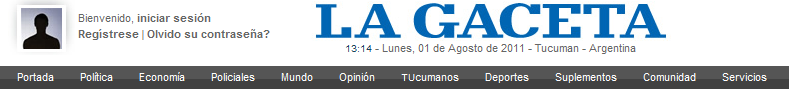 Bienvenido, iniciar sesión
Regístrese | Olvido su contraseña?
LA GACETA
13:14 - Lunes, 01 de Agosto de 2011 - Tucuman - Argentina
Portada Política Economía Policiales Mundo Opinión TUcumanos Deportes Suplementos Comunidad Servicios